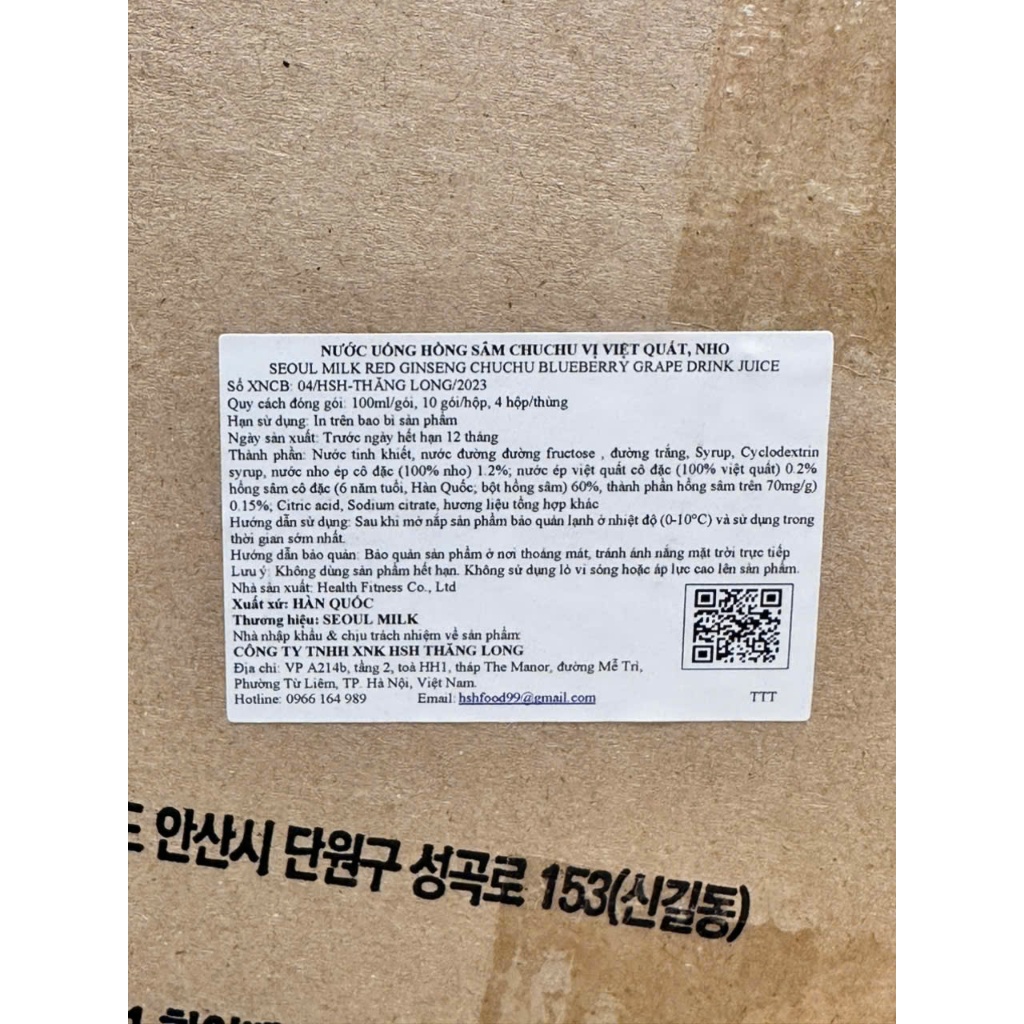 NƯỚC UỐNG HỒNG SÂM CHUCHU VỊ VIỆT QUẤT, NHO
SEOUL MILK RED GINSENG CHUCHU BLUEBERRY GRAPE DRINK JUICE
Số XNCB: 04/HSH-THĂNG LONG/2023
Quy cách đóng gói: 100ml/gói, 10 gói/hộp, 4 hộp/thùng
Hạn sử dụng: In trên bao bì sản phẩm
Ngày sản xuất: Trước ngày hết hạn 12 tháng
Thành phần: Nước tinh khiết, nước đường đường fructose , đường trắng, Syrup, Cyclodextrin
syrup, nước nho ép cô đặc (100% nho) 1.2%; nước ép việt quất cô đặc (100% việt quất) 0.2%
hồng sâm cô đặc (6 năm tuổi, Hàn Quốc; bột hồng sâm) 60%, thành phần hồng sâm trên 70mg/g)
0.15%; Citric acid, Sodium citrate, hương liệu tổng hợp khác
Hướng dẫn sử dụng: Sau khi mở nắp sản phẩm bảo quản lạnh ở nhiệt độ (0-10°C) và sử dụng trong
thời gian sớm nhất.
Hướng dẫn bảo quản: Bảo quản sản phẩm ở nơi thoáng mát, tránh ánh nắng mặt trời trực tiếp
Lưu ý: Không dùng sản phẩm hết hạn. Không sử dụng lò vi sóng hoặc áp lực cao lên sản phẩm.
Nhà sản xuất: Health Fitness Co., Ltd
Xuất xứ: HÀN QUỐC
Thương hiệu: SEOUL MILK
Nhà nhập khẩu & chịu trách nhiệm về sản phẩm:
CÔNG TY TNHH XNK HSH THĂNG LONG
Địa chỉ: VP A214b, tầng 2, toà HH1, tháp The Manor, đường Mễ Trì,
Phường Từ Liêm, TP. Hà Nội, Việt Nam.
Hotline: 0966 164 989 Email: hshfood99@gmail.com TTT
안산시 단원구 성곡로 153(신길동)